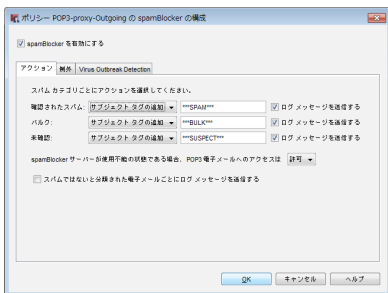 ポリシー POP3-proxy-Outgoing の spamBlocker の構成
spamBlocker を有効にする
アクション 例外 Virus Outbreak Detection
スパム カテゴリごとにアクションを選択してください。
確認されたスパム: サブジェクト タグの追加 ***SPAM*** ログ メッセージを送信する
バルク: サブジェクト タグの追加 ***BULK*** ログ メッセージを送信する
未確認: サブジェクト タグの追加 ***SUSPECT*** ログ メッセージを送信する
spamBlocker サーバーが使用不能の状態である場合、POP3 電子メールへのアクセスは 許可
スパムではないと分類された電子メールごとにログ メッセージを送信する
OK キャンセル ヘルプ